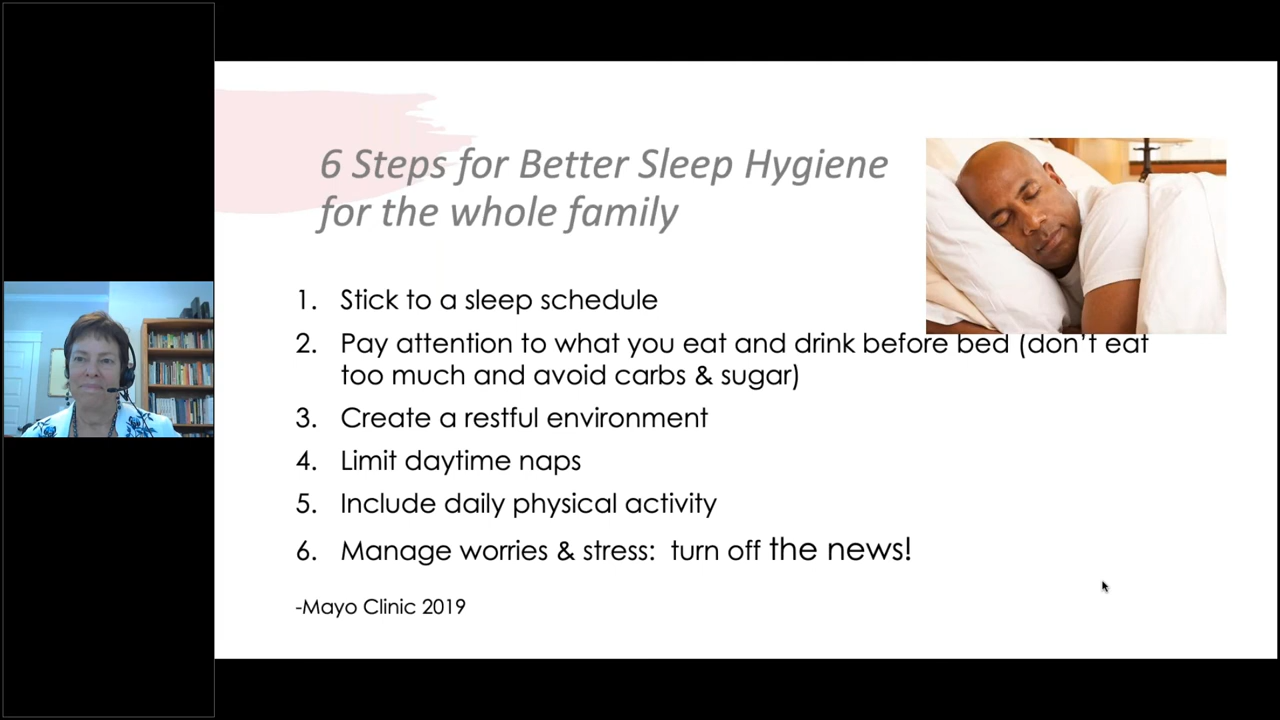 6 Steps for Better Sleep Hygiene
for the whole family
1. Stick to a sleep schedule
2. Pay attention to what you eat and drink before bed (don't eat
too much and avoid carbs & sugar)
3. Create a restful environment
4. Limit daytime naps
5. Include daily physical activity
6. Manage worries & stress:  turn off the news!
-Mayo Clinic 2019